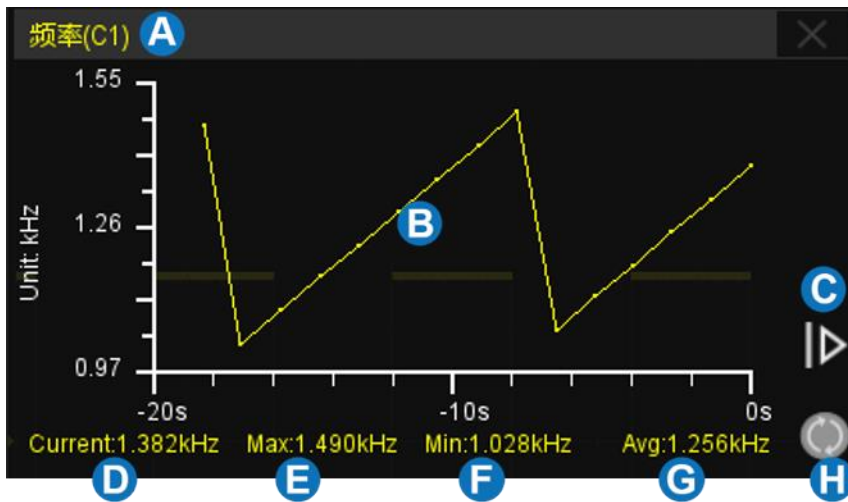 频率(C1) A
1.55
1.26
0.97
Unit: kHz
B
C
-20s -10s 0s
Current:1.382kHz Max:1.490kHz Min:1.028kHz Avg:1.256kHz
D E F G H